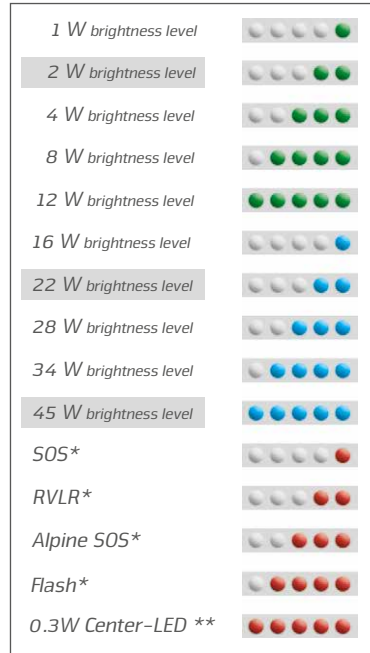 1 W brightness level
2 W brightness level
4 W brightness level
8 W brightness level
12 W brightness level
16 W brightness level
22 W brightness level
28 W brightness level
34 W brightness level
45 W brightness level
SOS*
RVLR*
Alpine SOS*
Flash*
0.3W Center-LED **